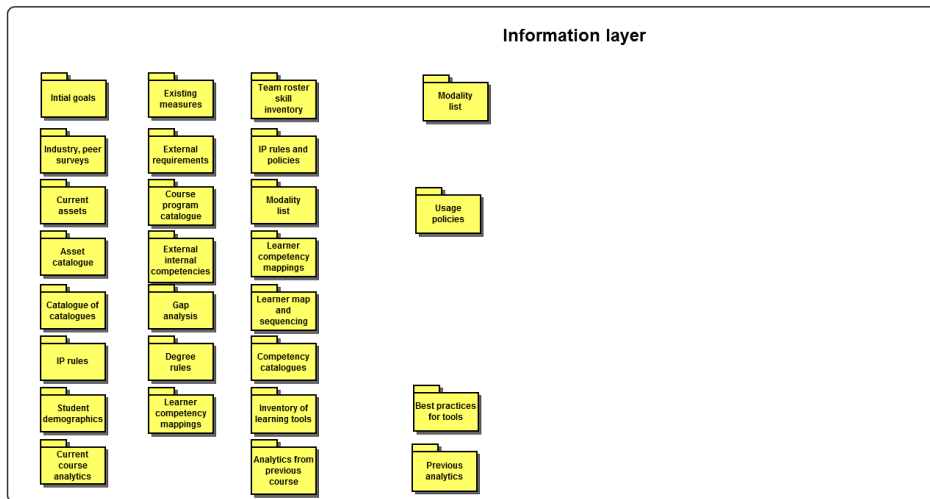 Information layer
Intial goals
Existing
measures
Team roster
skill
inventory
Modality
list
Industry, peer
surveys
External
requirements
IP rules and
policies
Current
assets
Course
program
catalogue
Modality
list
Usage
policies
Asset
catalogue
External
internal
competencies
Learner
competency
mappings
Catalogue of
catalogues
Gap
analysis
Learner map
and
sequencing
IP rules
Degree
rules
Competency
catalogues
Student
demographics
Learner
competency
mappings
Inventory of
learning tools
Best practices
for tools
Current
course
analytics
Analytics from
previous
course
Previous
analytics